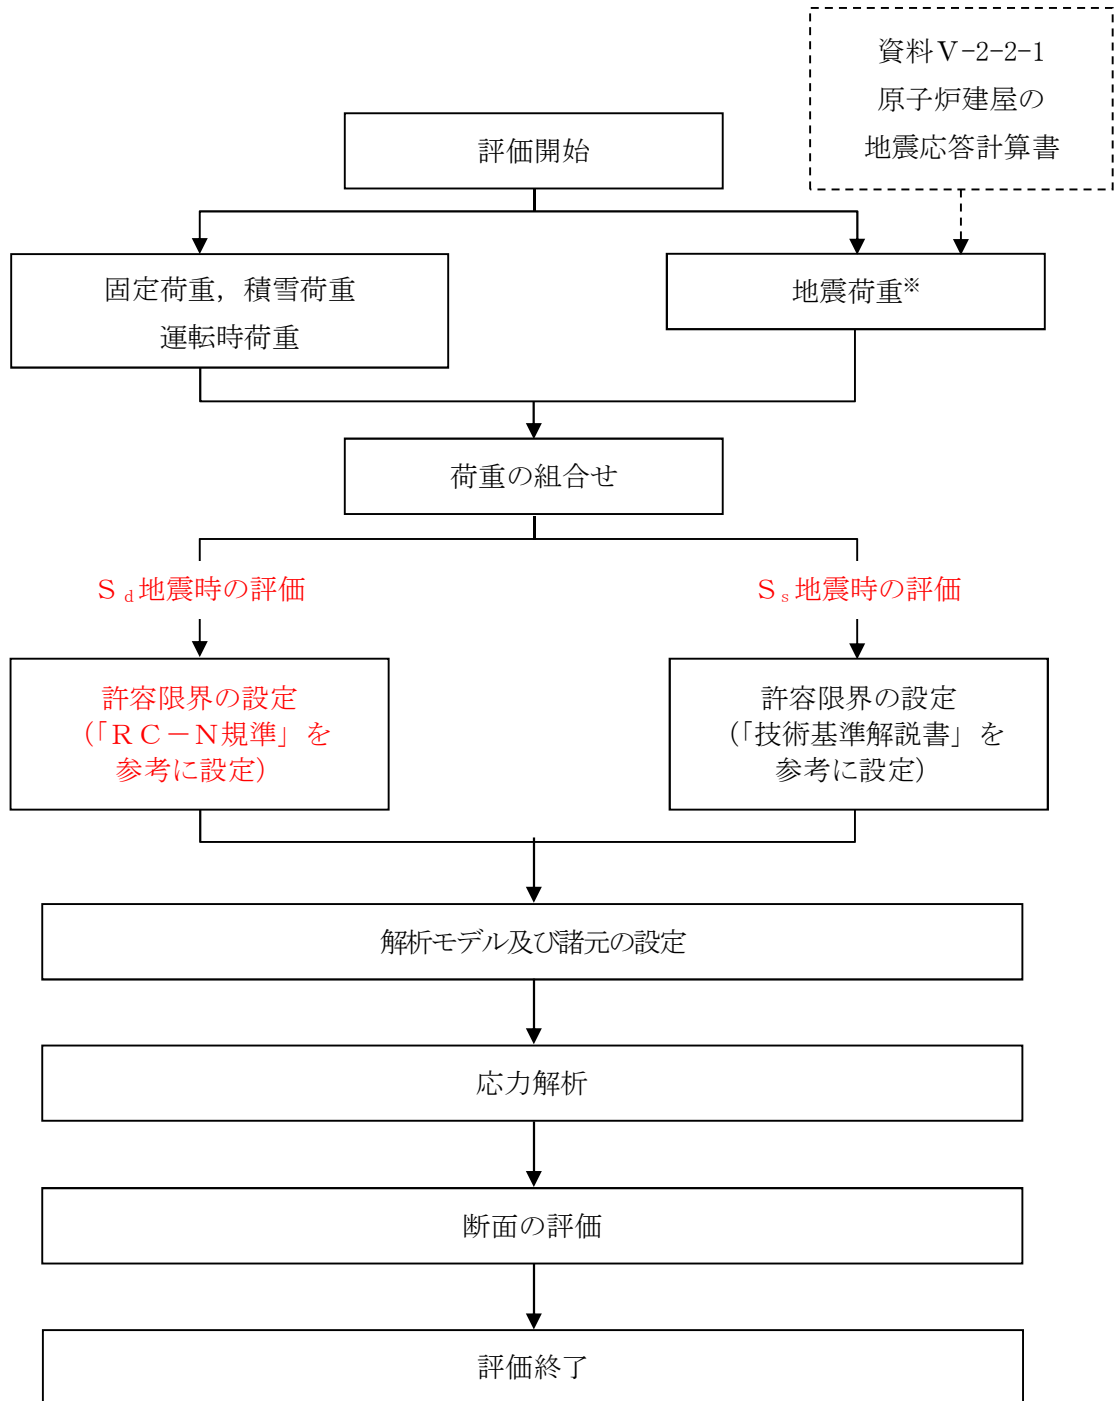 資料Ⅴ-2-2-1
原子炉建屋の
地震応答計算書
評価開始
固定荷重，積雪荷重
運転時荷重
地震荷重※
荷重の組合せ
Ｓd地震時の評価
Ｓs地震時の評価
許容限界の設定
（「ＲＣ－Ｎ規準」を
参考に設定）
許容限界の設定
（「技術基準解説書」を
参考に設定）
解析モデル及び諸元の設定
応力解析
断面の評価
評価終了